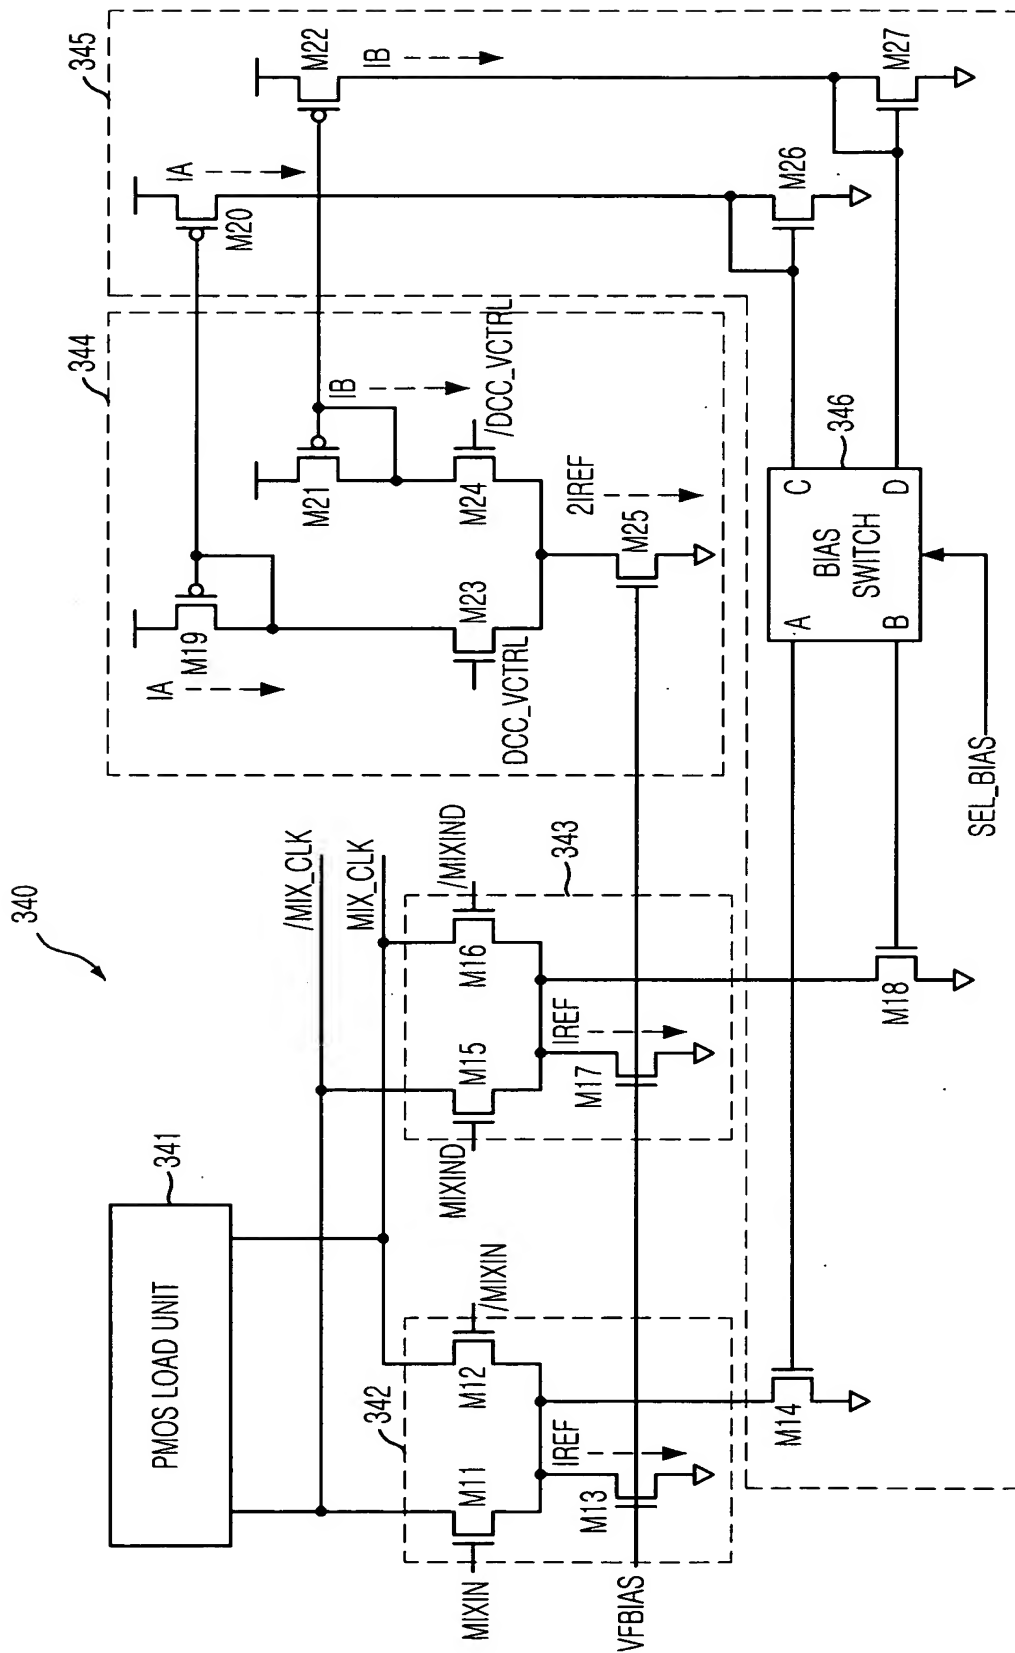 340
341
PMOS LOAD UNIT
/MIX_CLK
MIX_CLK
342
M11
M12
MIXIN
/MIXIN
IREF
M13
343
M15
M16
MIXIND
/MIXIND
IREF
M17
VFBIAS
344
IA
M19
M21
IB
M23
M24
DCC_VCTRL
/DCC_VCTRL
2IREF
M25
345
IA
M20
M22
IB
M26
M27
M14
M18
346
A
C
BIAS
SWITCH
B
D
SEL_BIAS